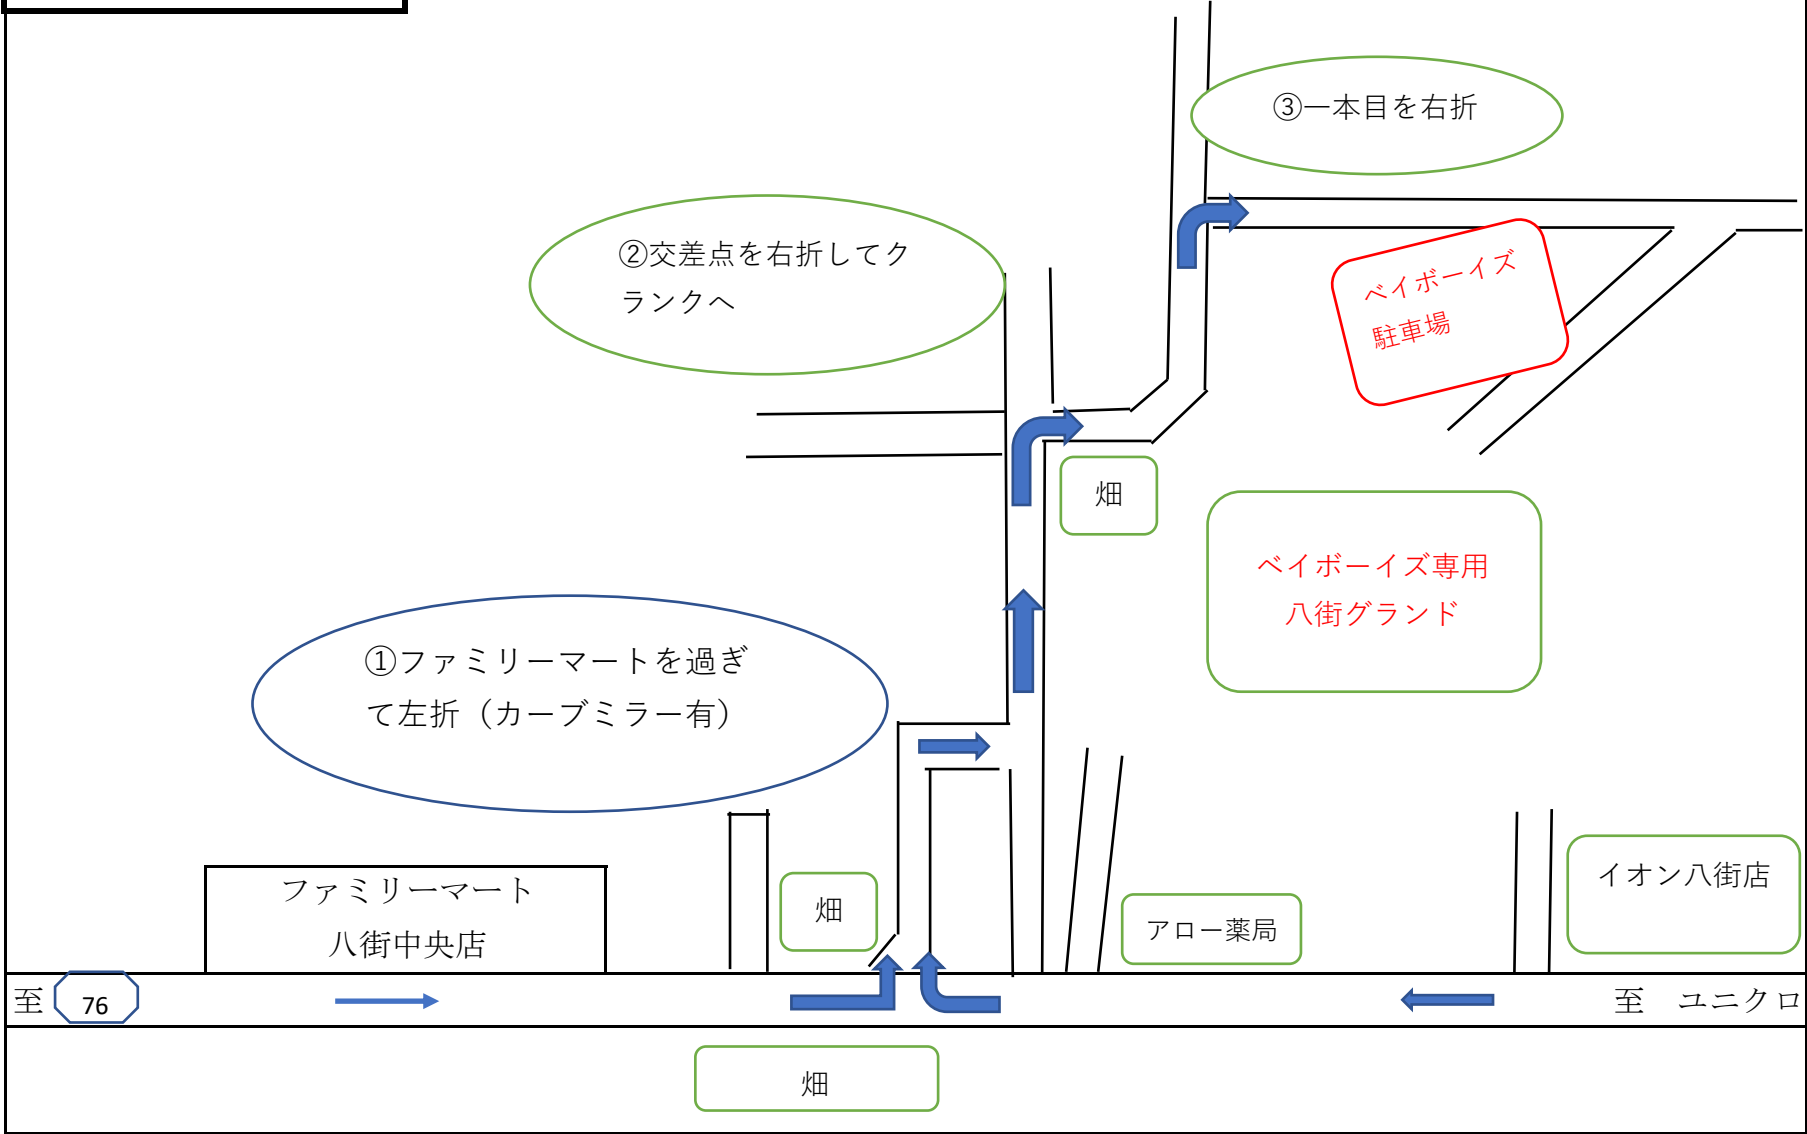 ③一本目を右折
②交差点を右折してク
ランクへ
ベイボーイズ
駐車場
畑
ベイボーイズ専用
八街グランド
①ファミリーマートを過ぎ
て左折（カーブミラー有）
ファミリーマート
八街中央店
畑
アロー薬局
イオン八街店
至 76
至 ユニクロ
畑